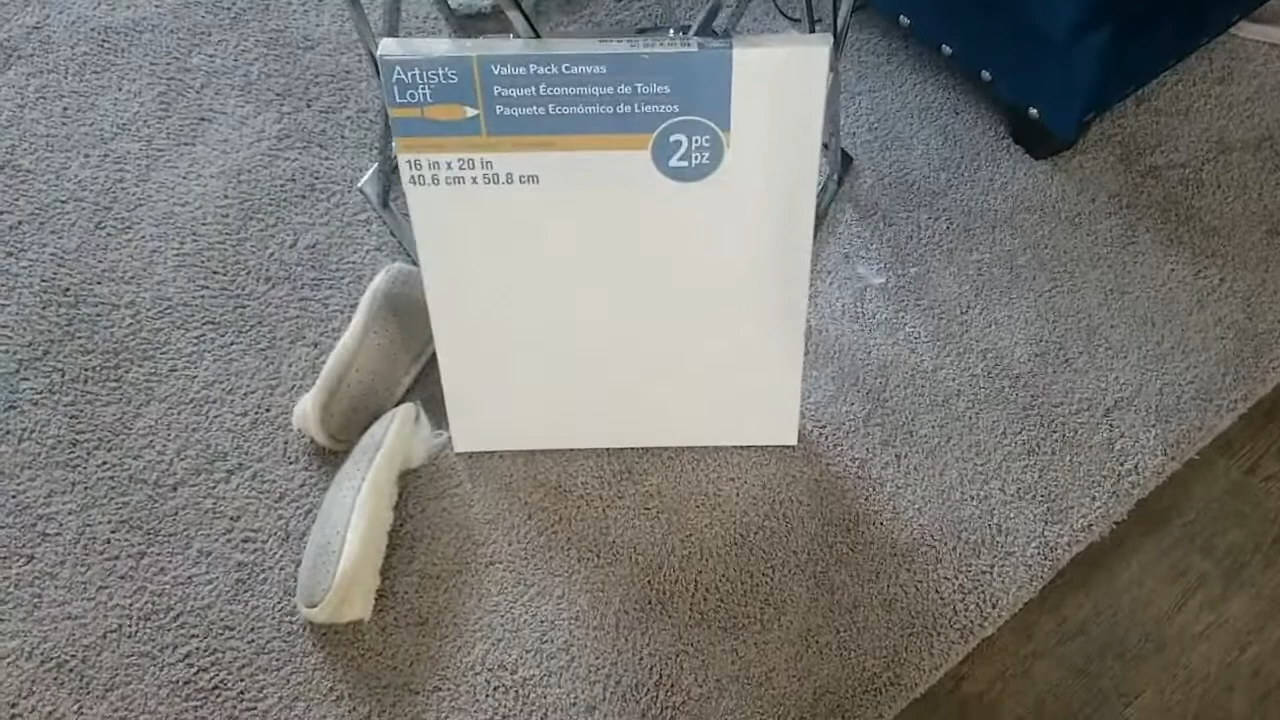 Artist's
Loft
Value Pack Canvas
Paquet Économique de Toiles
Paquete Económico de Lienzos
2 pc
pz
16 in x 20 in
40.6 cm x 50.8 cm